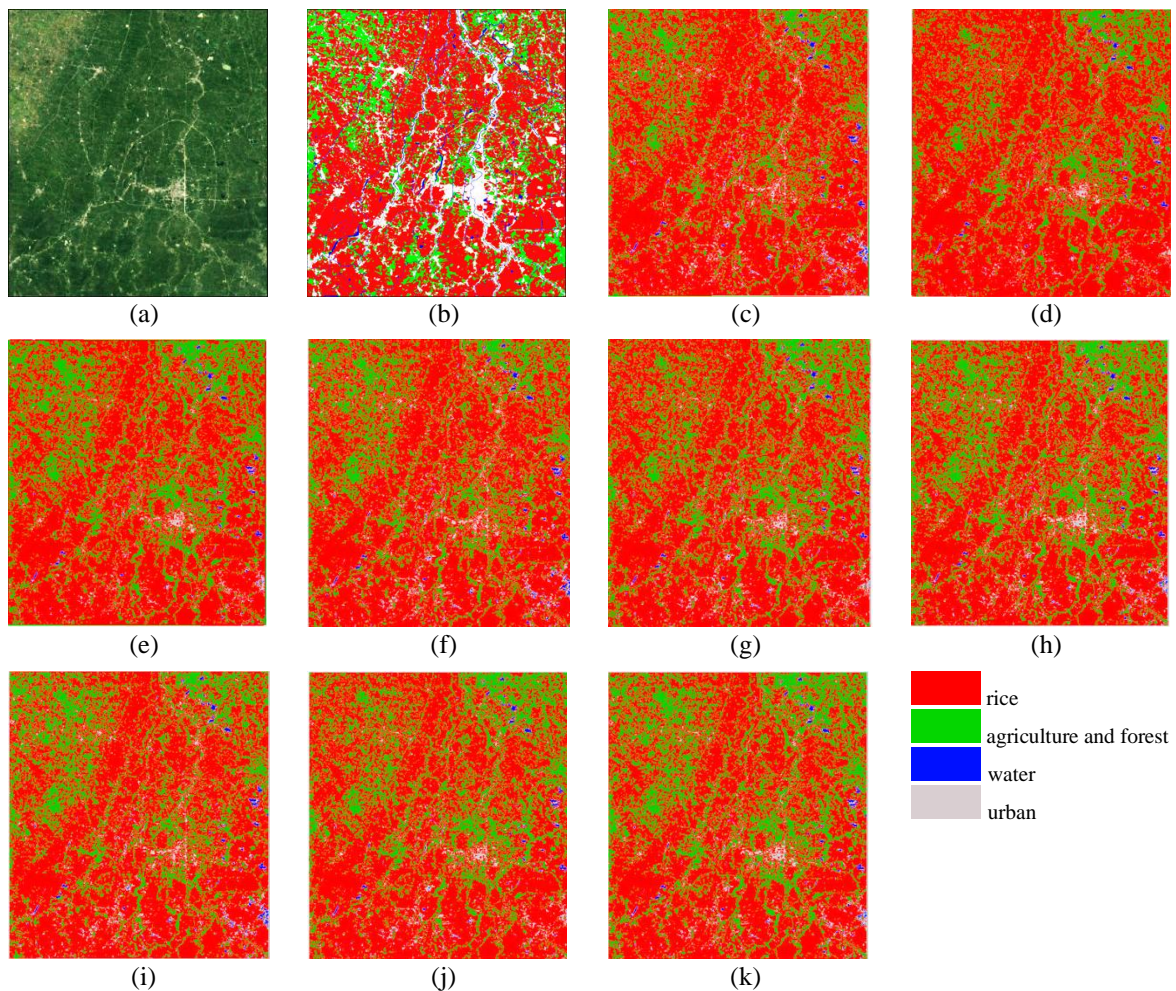 (a)
(b)
(c)
(d)
(e)
(f)
(g)
(h)
(i)
(j)
(k)
rice
agriculture and forest
water
urban